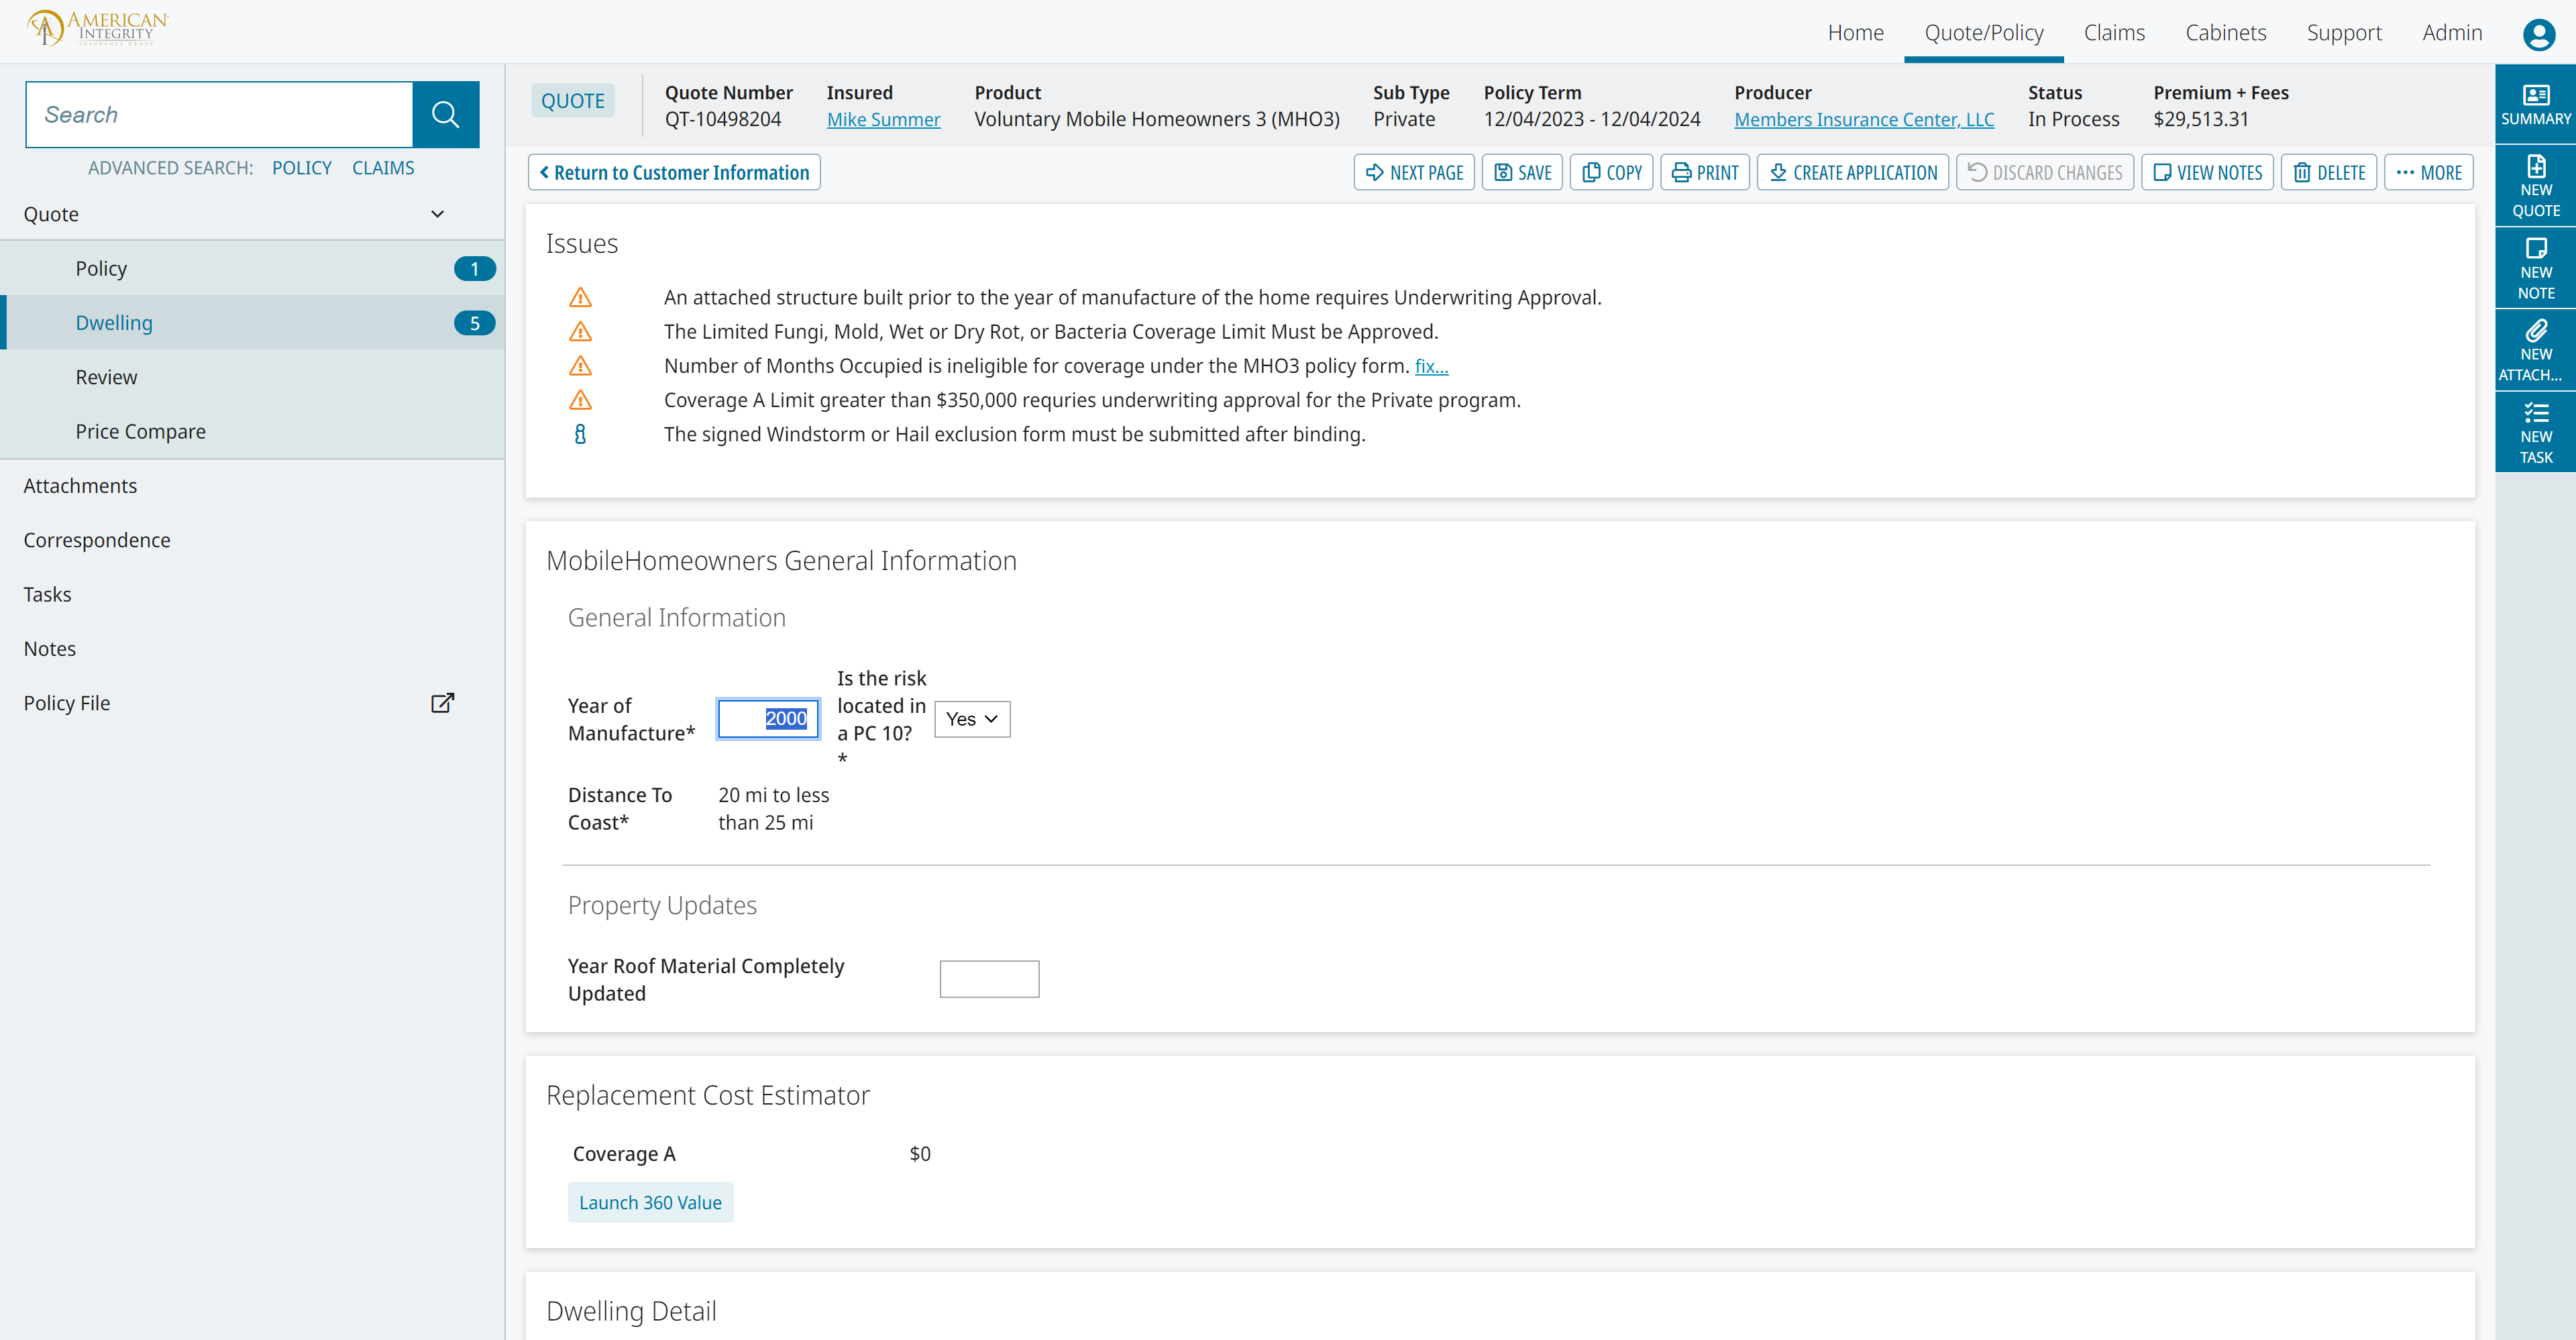 AMERICAN
INTEGRITY
INSURANCE GROUP
Home
Quote/Policy
Claims
Cabinets
Support
Admin
Search
ADVANCED SEARCH: POLICY CLAIMS
Quote
Policy 1
Dwelling 5
Review
Price Compare
Attachments
Correspondence
Tasks
Notes
Policy File
QUOTE
Quote Number
QT-10498204
Insured
Mike Summer
Product
Voluntary Mobile Homeowners 3 (MHO3)
Sub Type
Private
Policy Term
12/04/2023 - 12/04/2024
Producer
Members Insurance Center, LLC
Status
In Process
Premium + Fees
$29,513.31
Return to Customer Information
NEXT PAGE
SAVE
COPY
PRINT
CREATE APPLICATION
DISCARD CHANGES
VIEW NOTES
DELETE
MORE
Issues
An attached structure built prior to the year of manufacture of the home requires Underwriting Approval.
The Limited Fungi, Mold, Wet or Dry Rot, or Bacteria Coverage Limit Must be Approved.
Number of Months Occupied is ineligible for coverage under the MHO3 policy form. fix...
Coverage A Limit greater than $350,000 requries underwriting approval for the Private program.
The signed Windstorm or Hail exclusion form must be submitted after binding.
MobileHomeowners General Information
General Information
Year of
Manufacture*
2000
Is the risk
located in
a PC 10?
*
Yes
Distance To
Coast*
20 mi to less
than 25 mi
Property Updates
Year Roof Material Completely
Updated
Replacement Cost Estimator
Coverage A $0
Launch 360 Value
Dwelling Detail
SUMMARY
NEW
QUOTE
NEW
NOTE
NEW
ATTACH...
NEW
TASK